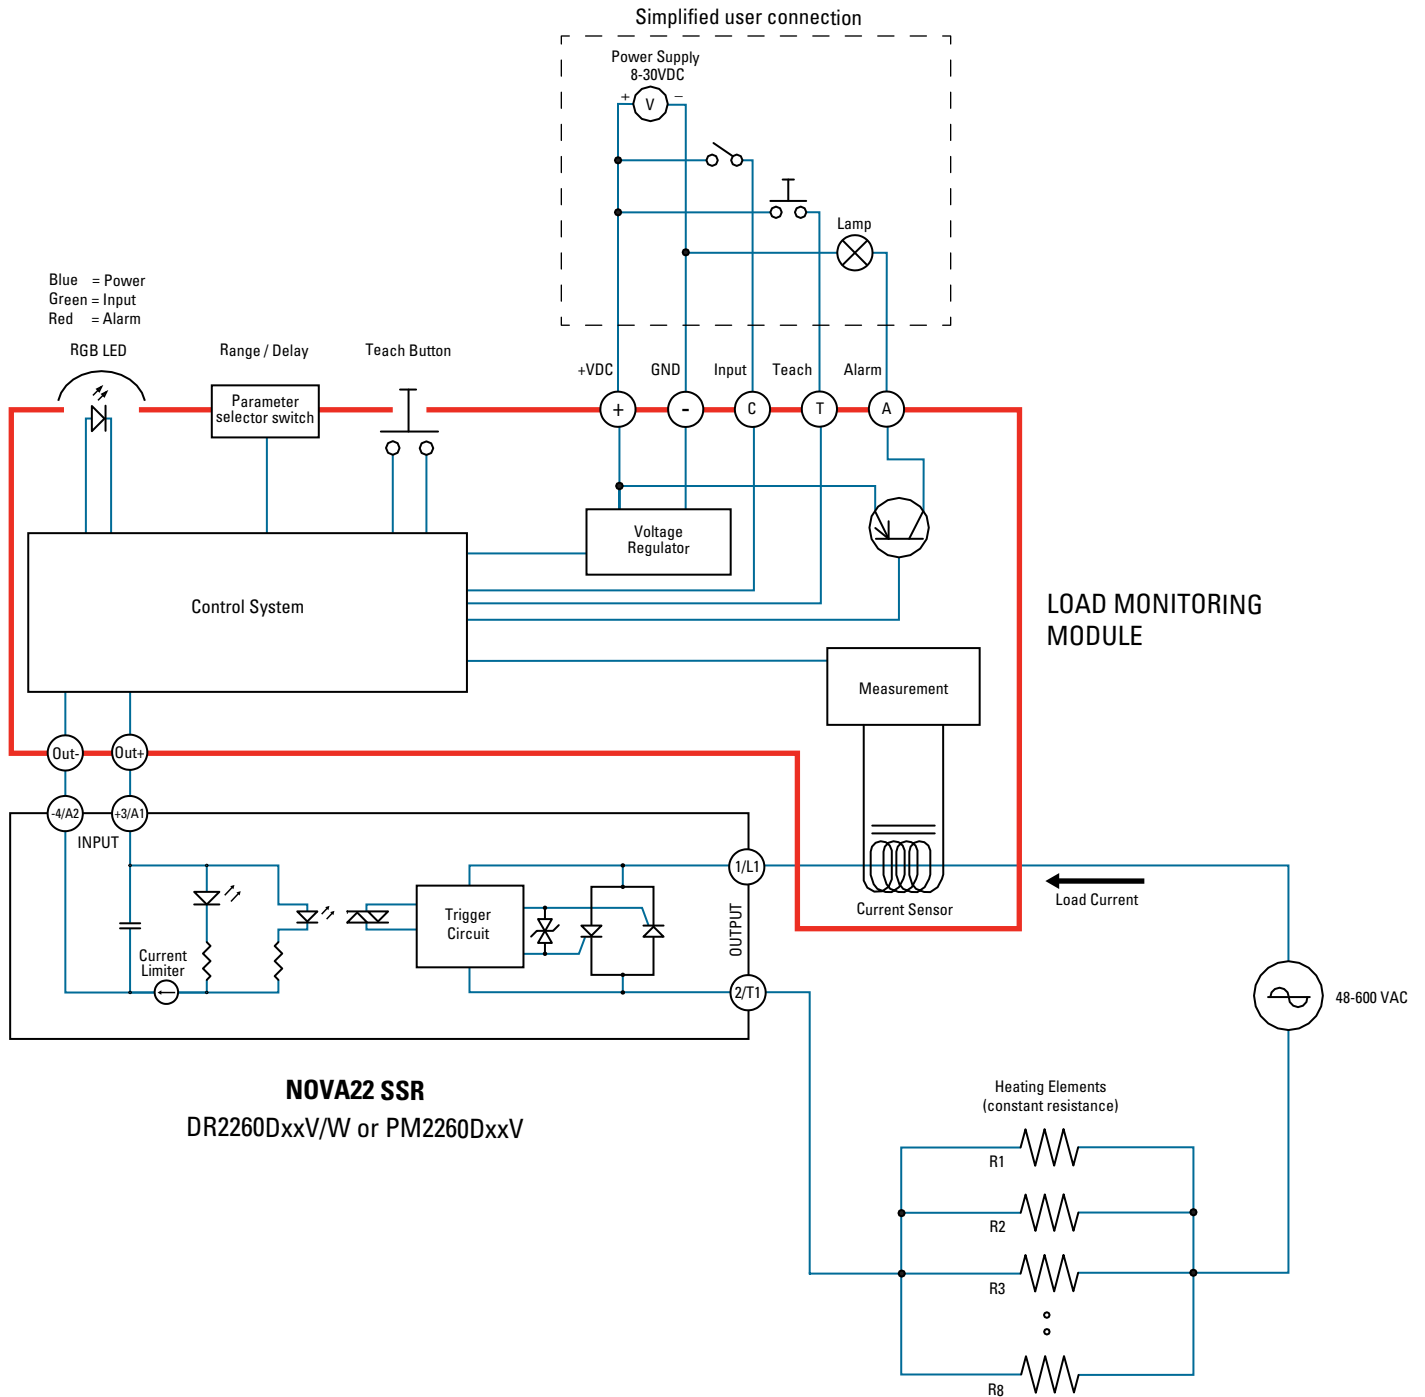 Simplified user connection
Power Supply
8-30VDC
+
−
V
Lamp
Blue = Power
Green = Input
Red = Alarm
RGB LED
Range / Delay
Teach Button
+VDC
GND
Input
Teach
Alarm
Parameter
selector switch
+
-
C
T
A
Voltage
Regulator
Control System
LOAD MONITORING
MODULE
Measurement
Out-
Out+
-4/A2
+3/A1
INPUT
1/L1
Load Current
Current Sensor
Trigger
Circuit
OUTPUT
Current
Limiter
2/T1
48-600 VAC
NOVA22 SSR
DR2260DxxV/W or PM2260DxxV
Heating Elements
(constant resistance)
R1
R2
R3
R8